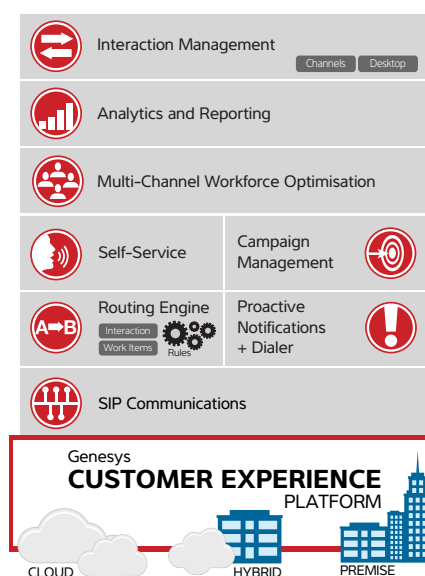 Interaction Management
Channels
Desktop
Analytics and Reporting
Multi-Channel Workforce Optimisation
Self-Service
Campaign
Management
A B
Routing Engine
Interaction
Work Items
Rules
Proactive
Notifications
+ Dialer
SIP Communications
Genesys
CUSTOMER EXPERIENCE
PLATFORM
CLOUD
HYBRID
PREMISE